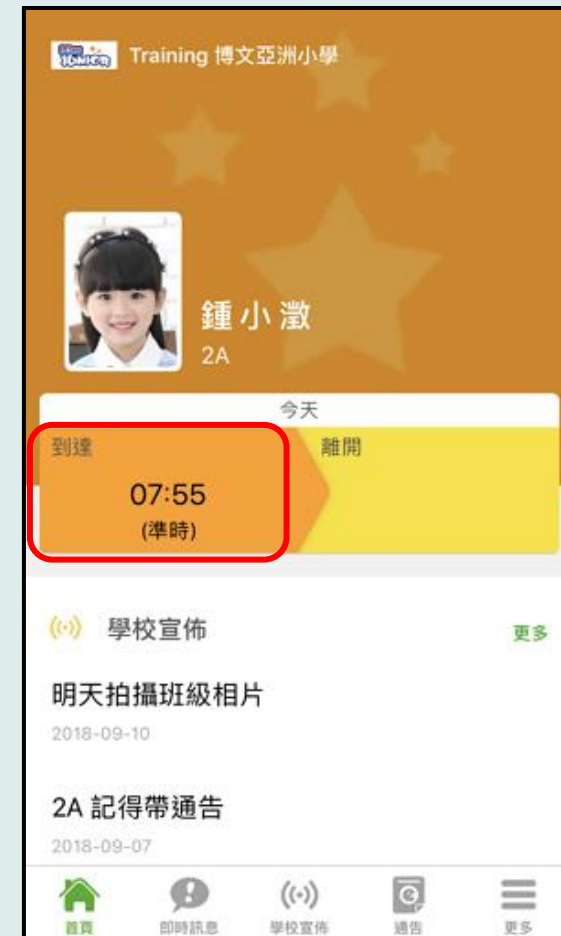 JUNIOR Training 博文亞洲小學
鍾小澂
2A
今天
到達 離開
07:55
(準時)
學校宣佈 更多
明天拍攝班級相片
2018-09-10
2A 記得帶通告
2018-09-07
首頁 即時訊息 學校宣佈 通告 更多